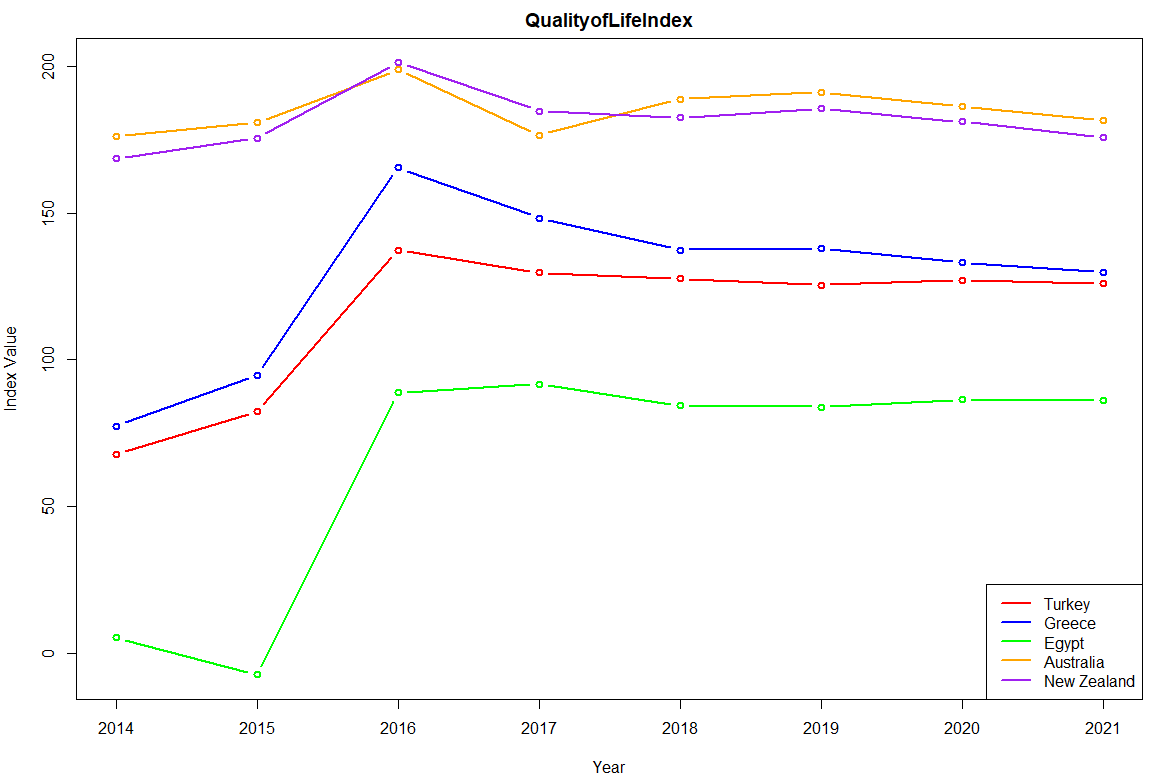 QualityofLifeIndex
200
150
100
50
0
Index Value
Turkey
Greece
Egypt
Australia
New Zealand
2014 2015 2016 2017 2018 2019 2020 2021
Year